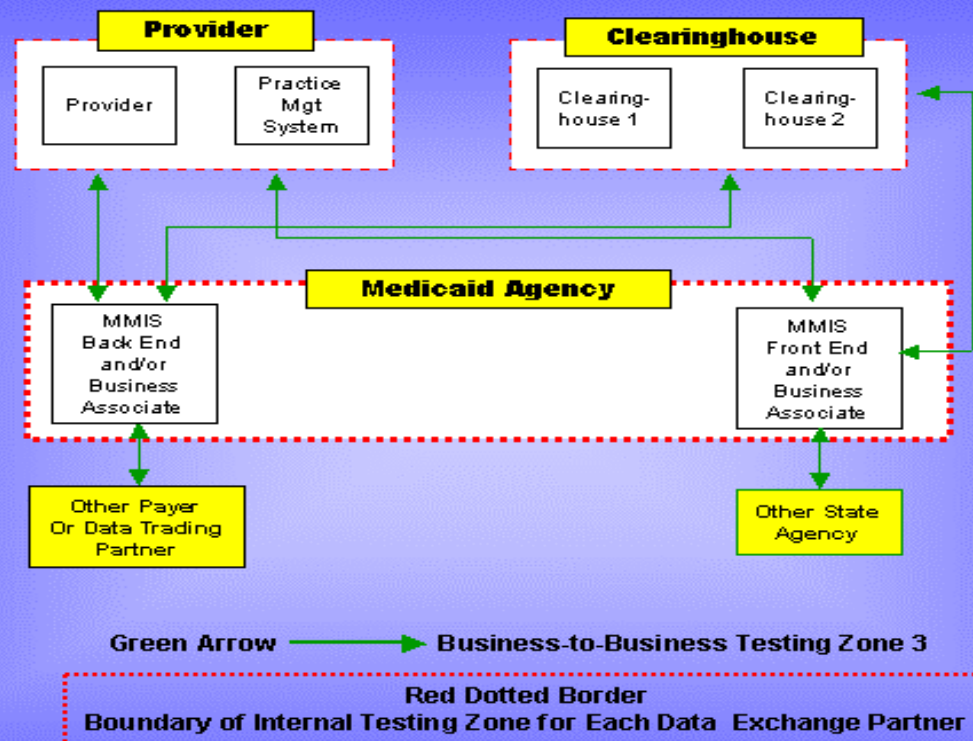 Provider
Clearinghouse
Provider
Practice
Mgt
System
Clearing-
house 1
Clearing-
house 2
Medicaid Agency
MMIS
Back End
and/or
Business
Associate
MMIS
Front End
and/or
Business
Associate
Other Payer
Or Data Trading
Partner
Other State
Agency
Green Arrow
Business-to-Business Testing Zone 3
Red Dotted Border
Boundary of Internal Testing Zone for Each Data Exchange Partner